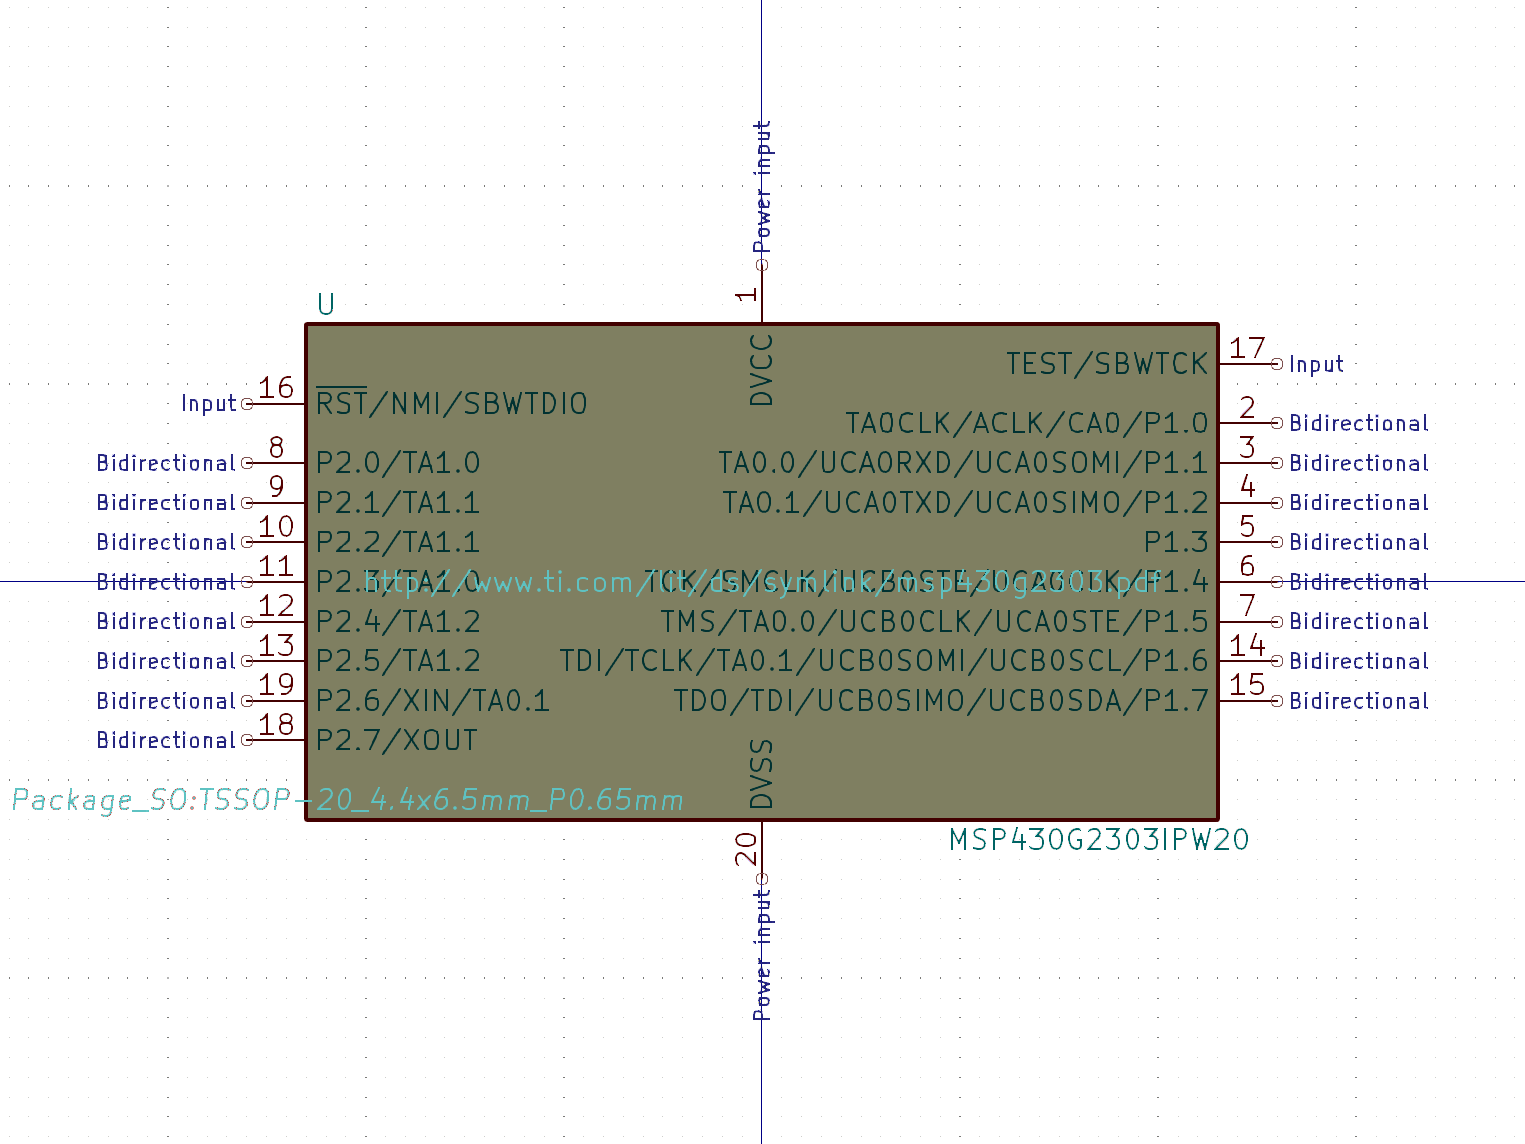 Power input
1
U
DVCC
17
TEST/SBWTCK
Input
16
Input
RST/NMI/SBWTDIO
2
TA0CLK/ACLK/CA0/P1.0
Bidirectional
8
Bidirectional
P2.0/TA1.0
3
TA0.0/UCA0RXD/UCA0SOMI/P1.1
Bidirectional
9
Bidirectional
P2.1/TA1.1
4
TA0.1/UCA0TXD/UCA0SIMO/P1.2
Bidirectional
10
Bidirectional
P2.2/TA1.1
5
P1.3
Bidirectional
11
Bidirectional
P2.3/TA1.0
http://www.ti.com/lit/ds/symlink/msp430g2303.pdf
6
TCK/SMCLK/UCB0STE/UCA0CLK/P1.4
Bidirectional
12
Bidirectional
P2.4/TA1.2
7
TMS/TA0.0/UCB0CLK/UCA0STE/P1.5
Bidirectional
13
Bidirectional
P2.5/TA1.2
14
TDI/TCLK/TA0.1/UCB0SOMI/UCB0SCL/P1.6
Bidirectional
19
Bidirectional
P2.6/XIN/TA0.1
15
TDO/TDI/UCB0SIMO/UCB0SDA/P1.7
Bidirectional
18
Bidirectional
P2.7/XOUT
DVSS
Package_SO:TSSOP-20_4.4x6.5mm_P0.65mm
MSP430G2303IPW20
20
Power input